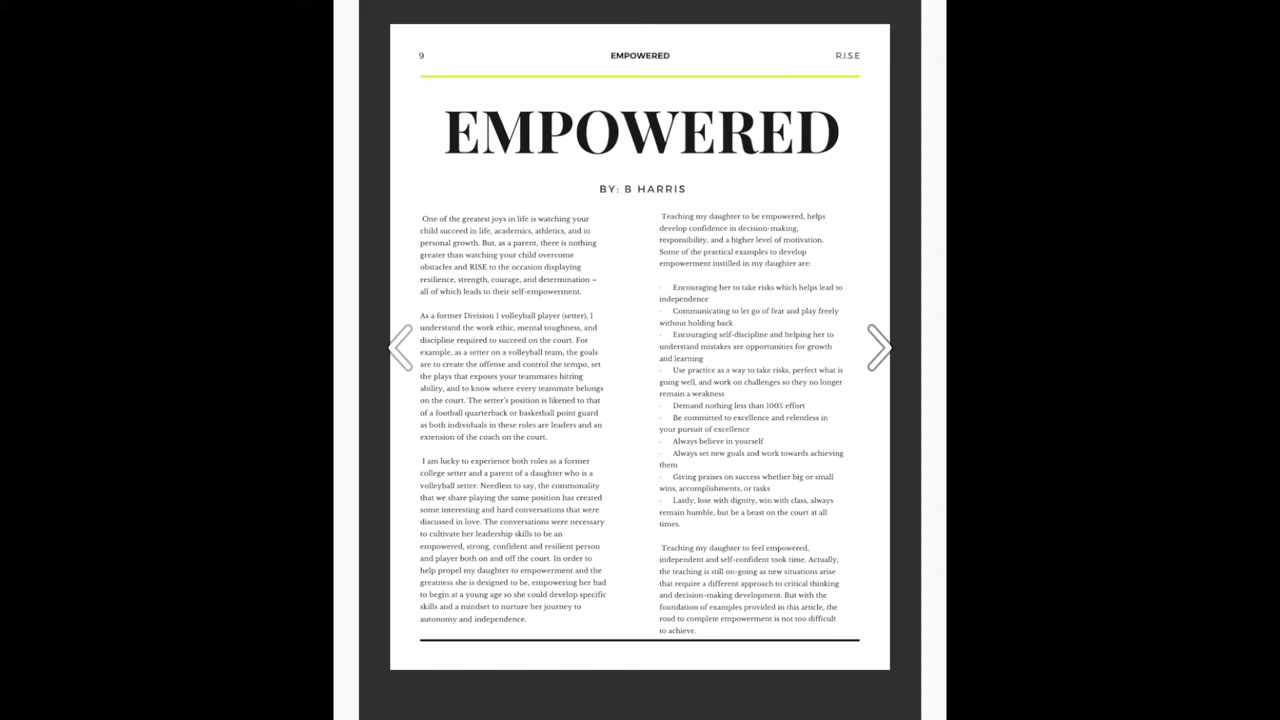 9 EMPOWERED R.I.S.E
EMPOWERED
BY: B HARRIS
One of the greatest joys in life is watching your
child succeed in life, academics, athletics, and in
personal growth. But, as a parent, there is nothing
greater than watching your child overcome
obstacles and RISE to the occasion displaying
resilience, strength, courage, and determination –
all of which leads to their self-empowerment.
As a former Division 1 volleyball player (setter), I
understand the work ethic, mental toughness, and
discipline required to succeed on the court. For
example, as a setter on a volleyball team, the goals
are to create the offense and control the tempo, set
the plays that exposes your teammates hitting
ability, and to know where every teammate belongs
on the court. The setter's position is likened to that
of a football quarterback or basketball point guard
as both individuals in these roles are leaders and an
extension of the coach on the court.
I am lucky to experience both roles as a former
college setter and a parent of a daughter who is a
volleyball setter. Needless to say, the commonality
that we share playing the same position has created
some interesting and hard conversations that were
discussed in love. The conversations were necessary
to cultivate her leadership skills to be an
empowered, strong, confident and resilient person
and player both on and off the court. In order to
help propel my daughter to empowerment and the
greatness she is designed to be, empowering her had
to begin at a young age so she could develop specific
skills and a mindset to nurture her journey to
autonomy and independence.
Teaching my daughter to be empowered, helps
develop confidence in decision-making,
responsibility, and a higher level of motivation.
Some of the practical examples to develop
empowerment instilled in my daughter are:
· Encouraging her to take risks which helps lead to
independence
· Communicating to let go of fear and play freely
without holding back
· Encouraging self-discipline and helping her to
understand mistakes are opportunities for growth
and learning
· Use practice as a way to take risks, perfect what is
going well, and work on challenges so they no longer
remain a weakness
· Demand nothing less than 100% effort
· Be committed to excellence and relentless in
your pursuit of excellence
· Always believe in yourself
· Always set new goals and work towards achieving
them
· Giving praises on success whether big or small
wins, accomplishments, or tasks
· Lastly, lose with dignity, win with class, always
remain humble, but be a beast on the court at all
times.
Teaching my daughter to feel empowered,
independent and self-confident took time. Actually,
the teaching is still on-going as new situations arise
that require a different approach to critical thinking
and decision-making development. But with the
foundation of examples provided in this article, the
road to complete empowerment is not too difficult
to achieve.